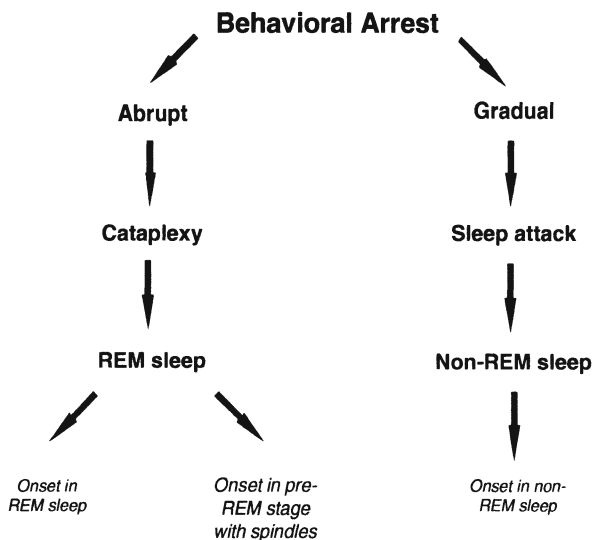 Behavioral Arrest
Abrupt
Gradual
Cataplexy
Sleep attack
REM sleep
Non-REM sleep
Onset in
REM sleep
Onset in pre-
REM stage
with spindles
Onset in non-
REM sleep